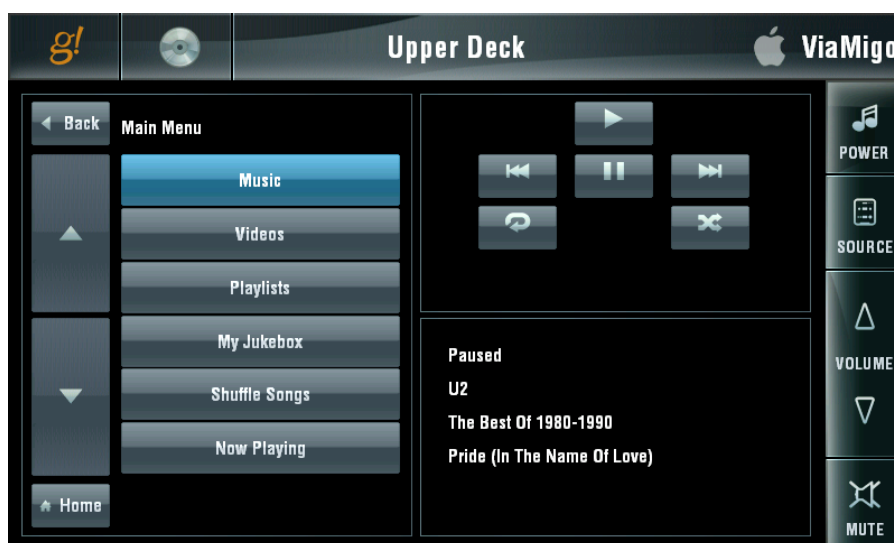 g!
Upper Deck
ViaMigo
Back
Main Menu
Music
Videos
Playlists
My Jukebox
Shuffle Songs
Now Playing
Home
Paused
U2
The Best Of 1980-1990
Pride (In The Name Of Love)
POWER
SOURCE
VOLUME
MUTE